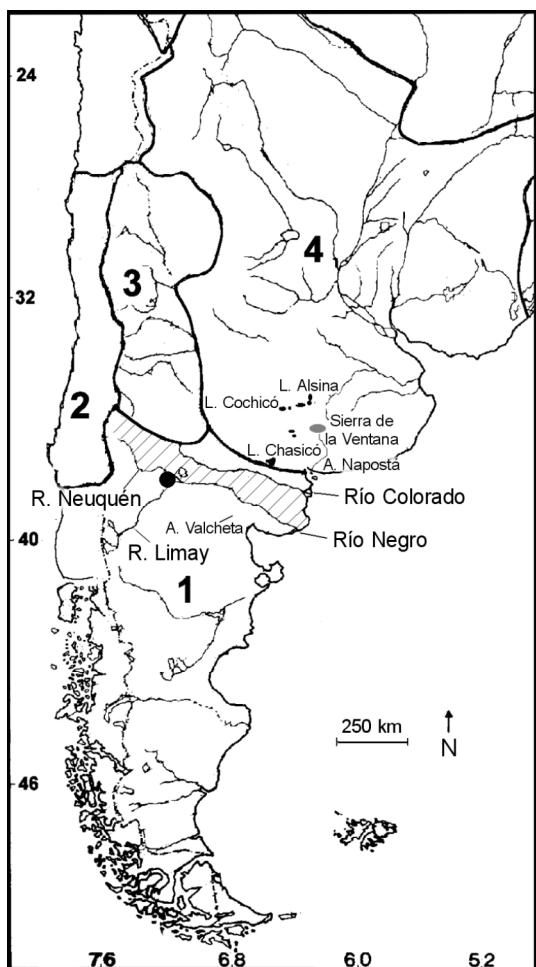 24
3
4
32
L. Alsina
2
L. Cochicó
Sierra de
la Ventana
L. Chasicó
A. Napostá
R. Neuquén
Río Colorado
A. Valcheta
Río Negro
40
R. Limay
1
250 km
N
46
7.6
6.8
6.0
5.2